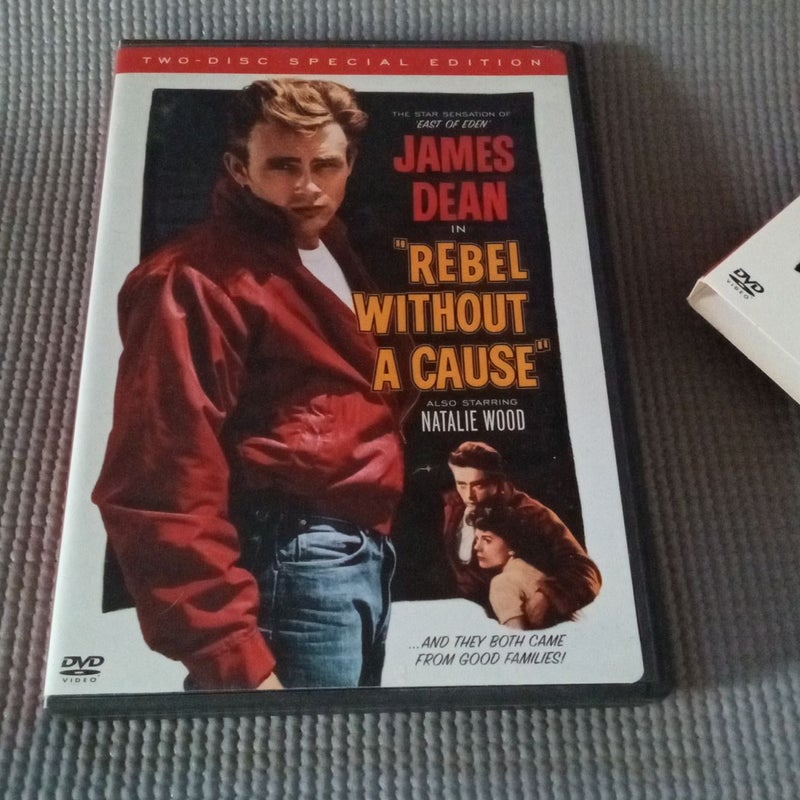 TWO-DISC SPECIAL EDITION
THE STAR SENSATION OF
'EAST OF EDEN'
JAMES
DEAN
IN
"REBEL
WITHOUT
A CAUSE"
ALSO STARRING
NATALIE WOOD
...AND THEY BOTH CAME
FROM GOOD FAMILIES!
DVD
VIDEO
DVD
VIDEO